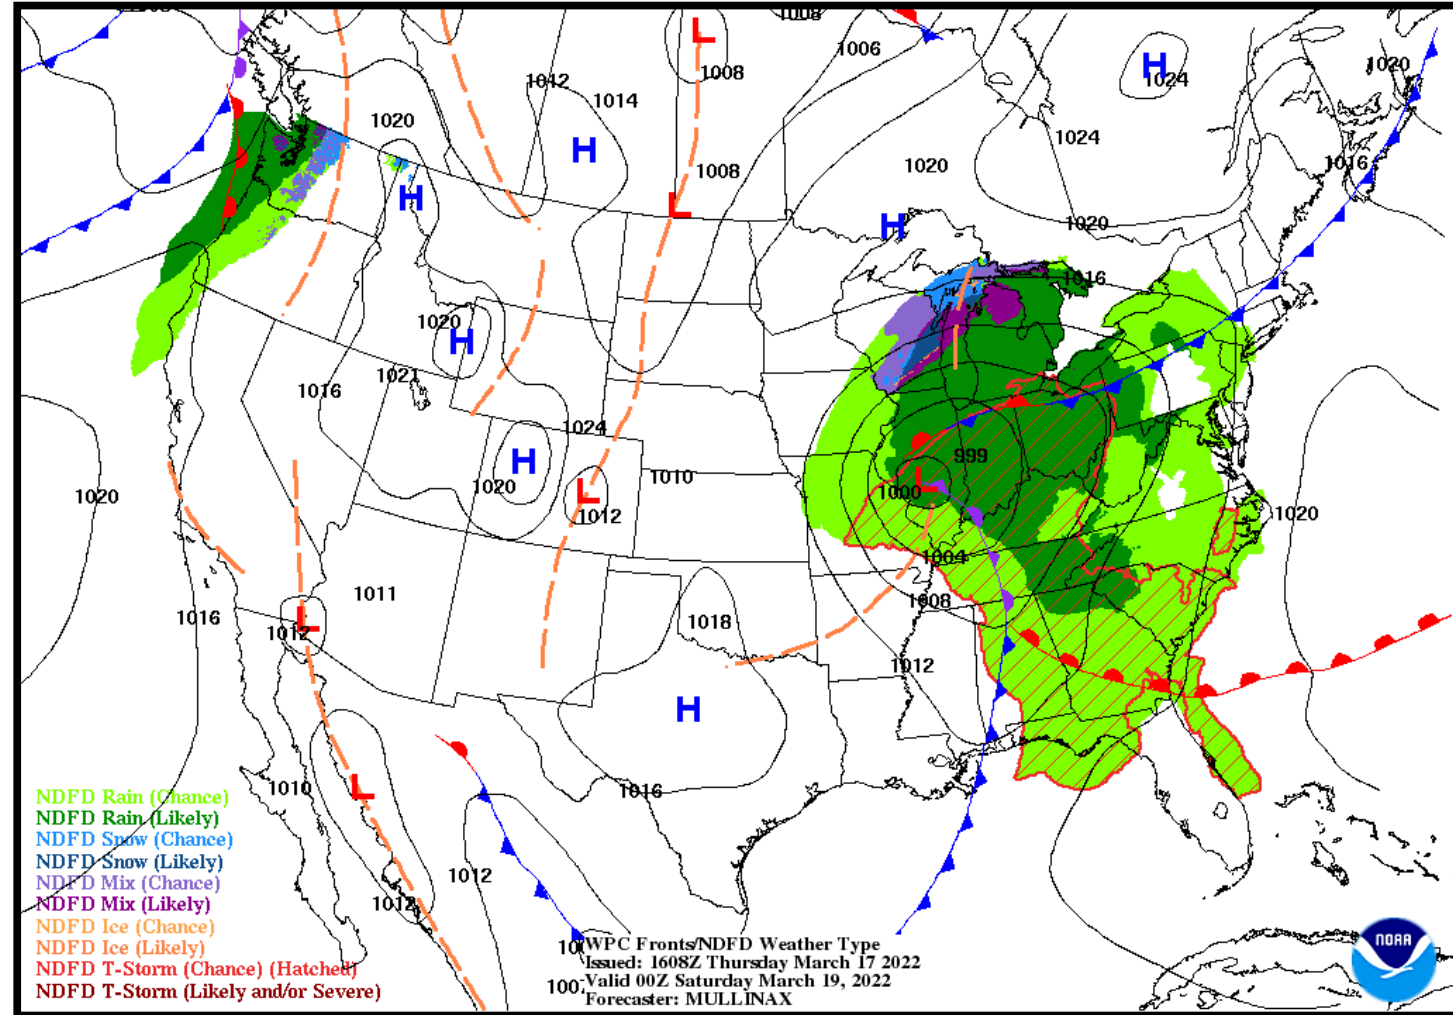 1008
1006
1024
1020
1042
1014
1008
1020
1024
1008
1020
1016
1020
1016
1020
1021
1016
1024
1020
1012
1010
999
1000
1020
1020
1004
1011
1012
1016
1018
1008
1012
1010
1016
1012
1012
H
H
H
H
H
H
H
L
L
L
L
L
L
NDFD Rain (Chance)
NDFD Rain (Likely)
NDFD Snow (Chance)
NDFD Snow (Likely)
NDFD Mix (Chance)
NDFD Mix (Likely)
NDFD Ice (Chance)
NDFD Ice (Likely)
NDFD T-Storm (Chance) (Hatched)
NDFD T-Storm (Likely and/or Severe)
WPC Fronts/NDFD Weather Type
Issued: 1608Z Thursday March 17 2022
Valid 00Z Saturday March 19, 2022
Forecaster: MULLINAX
NOAA